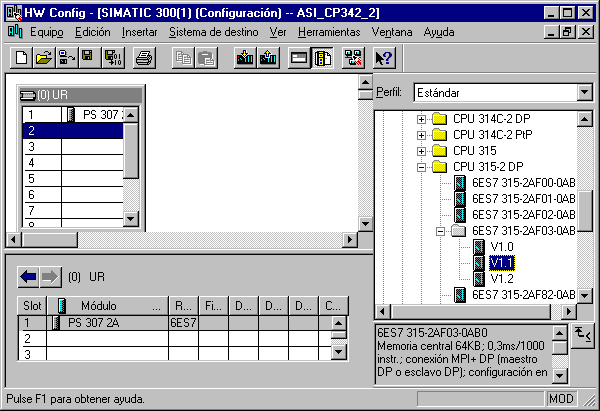 HW Config - [SIMATIC 300(1) (Configuración) -- ASI_CP342_2]
Equipo Edición Insertar Sistema de destino Ver Herramientas Ventana Ayuda
(0) UR
1 PS 307 2A
2
3
4
5
6
7
8
Perfil: Estándar
CPU 314C-2 DP
CPU 314C-2 PtP
CPU 315
CPU 315-2 DP
6ES7 315-2AF00-0AB
6ES7 315-2AF01-0AB
6ES7 315-2AF02-0AB
6ES7 315-2AF03-0AB
V1.0
V1.1
V1.2
6ES7 315-2AF82-0AB
(0) UR
Slot Módulo ... R... Fi... D... D... D... C...
1 PS 307 2A 6ES7
2
3
6ES7 315-2AF03-0AB0
Memoria central 64KB; 0,3ms/1000
instr.; conexión MPI+ DP (maestro
DP o esclavo DP); configuración en
Pulse F1 para obtener ayuda.
MOD